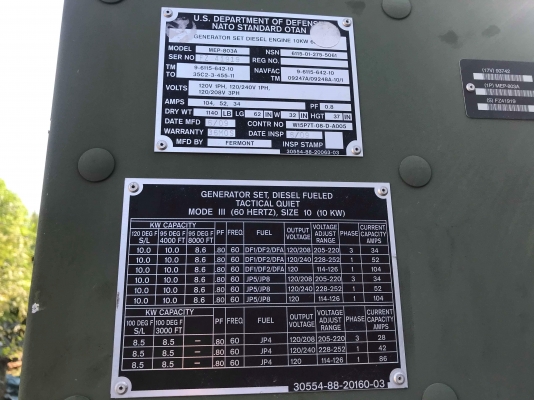 U.S. DEPARTMENT OF DEFENSE
NATO STANDARD OTAN
GENERATOR SET DIESEL ENGINE 10KW
MODEL MEP-803A NSN 6115-01-275-5061
SER NO REG NO.
TM 9-6115-642-10 NAVFAC 9-6115-642-10
TO 35C2-3-455-11 TM 09247A/09248A-10/1
VOLTS 120V 1PH, 120/240V 1PH,
120/208V 3PH
AMPS 104, 52, 34 PF 0.8
DRY WT 1140 LB LG 62 IN W 32 IN HGT 37 IN
DATE MFD CONTR NO W15P7T-08-D-A005
WARRANTY DATE INSP
MFD BY FERMONT INSP STAMP
30554-88-20160-03
(17V) 50742
(1P) MEP-803A
(S) FZ41919
GENERATOR SET, DIESEL FUELED
TACTICAL QUIET
MODE III (60 HERTZ), SIZE 10 (10 KW)
KW CAPACITY PF FREQ. FUEL OUTPUT VOLTAGE VOLTAGE ADJUST RANGE PHASE CURRENT CAPACITY AMPS
120 DEG F S/L 95 DEG F 4000 FT 95 DEG F 8000 FT
10.0 10.0 8.6 .80 60 DF1/DF2/DFA 120/208 205-220 3 34
10.0 10.0 8.6 .80 60 DF1/DF2/DFA 120/240 228-252 1 52
10.0 10.0 8.6 .80 60 DF1/DF2/DFA 120 114-126 1 104
10.0 10.0 8.6 .80 60 JP5/JP8 120/208 205-220 3 34
10.0 10.0 8.6 .80 60 JP5/JP8 120/240 228-252 1 52
10.0 10.0 8.6 .80 60 JP5/JP8 120 114-126 1 104
KW CAPACITY PF FREQ. FUEL OUTPUT VOLTAGE VOLTAGE ADJUST RANGE PHASE CURRENT CAPACITY AMPS
100 DEG F S/L 100 DEG F 3000 FT
8.5 8.5 – .80 60 JP4 120/208 205-220 3 28
8.5 8.5 – .80 60 JP4 120/240 228-252 1 42
8.5 8.5 – .80 60 JP4 120 114-126 1 86
30554-88-20160-03